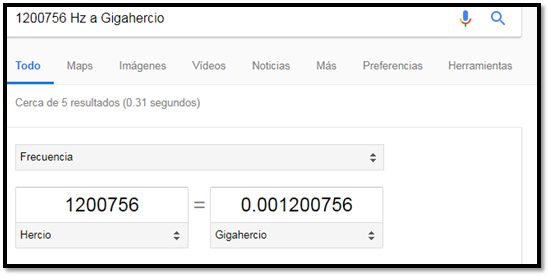 1200756 Hz a Gigahercio
Todo Maps Imágenes Vídeos Noticias Más Preferencias Herramientas
Cerca de 5 resultados (0.31 segundos)
Frecuencia
1200756 = 0.001200756
Hercio Gigahercio